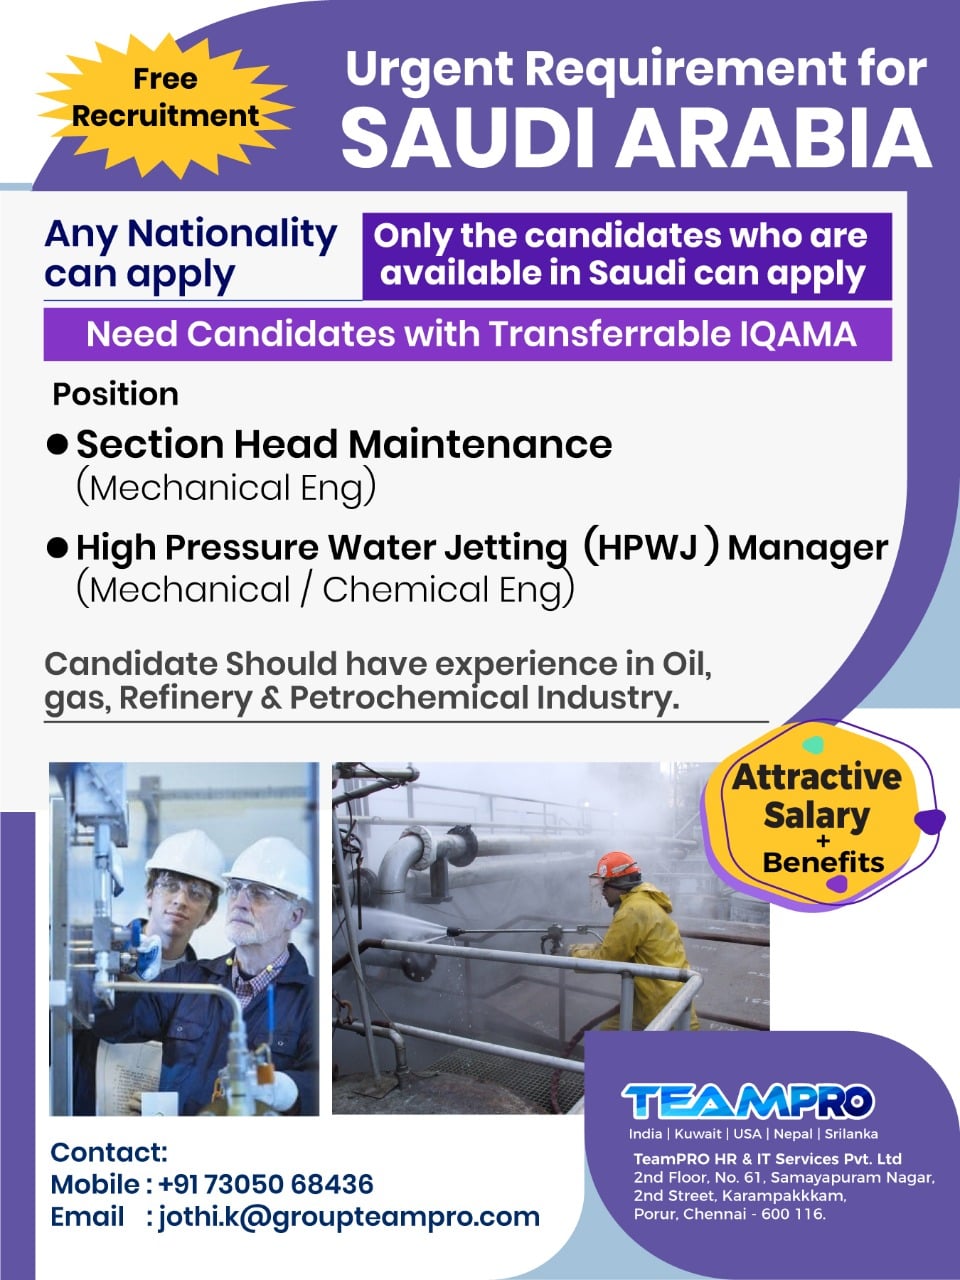 Free
Recruitment
Urgent Requirement for
SAUDI ARABIA
Any Nationality
can apply
Only the candidates who are
available in Saudi can apply
Need Candidates with Transferrable IQAMA
Position
● Section Head Maintenance
(Mechanical Eng)
● High Pressure Water Jetting (HPWJ ) Manager
(Mechanical / Chemical Eng)
Candidate Should have experience in Oil,
gas, Refinery & Petrochemical Industry.
Attractive
Salary
+
Benefits
Contact:
Mobile : +91 73050 68436
Email : jothi.k@groupteampro.com
TEAMPRO
India | Kuwait | USA | Nepal | Srilanka
TeamPRO HR & IT Services Pvt. Ltd
2nd Floor, No. 61, Samayapuram Nagar,
2nd Street, Karampakkkam,
Porur, Chennai - 600 116.